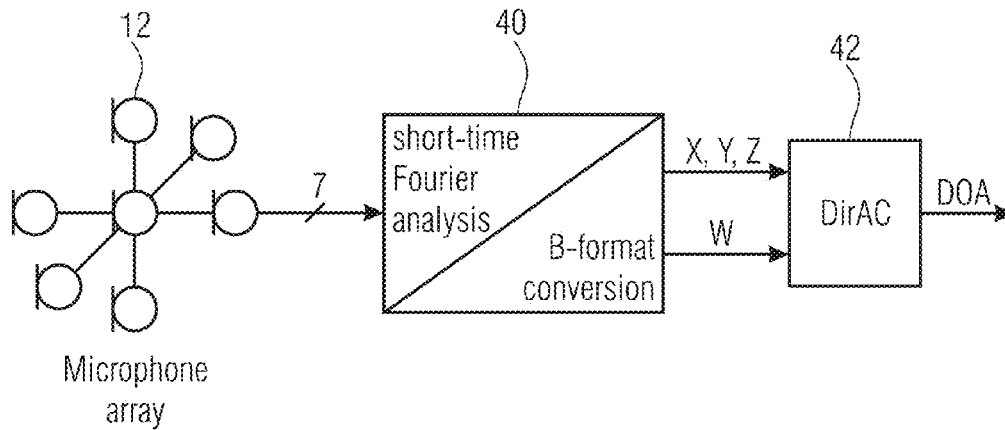 12
40
42
7
short-time
Fourier
analysis
B-format
conversion
X, Y, Z
W
DirAC
DOA
Microphone
array